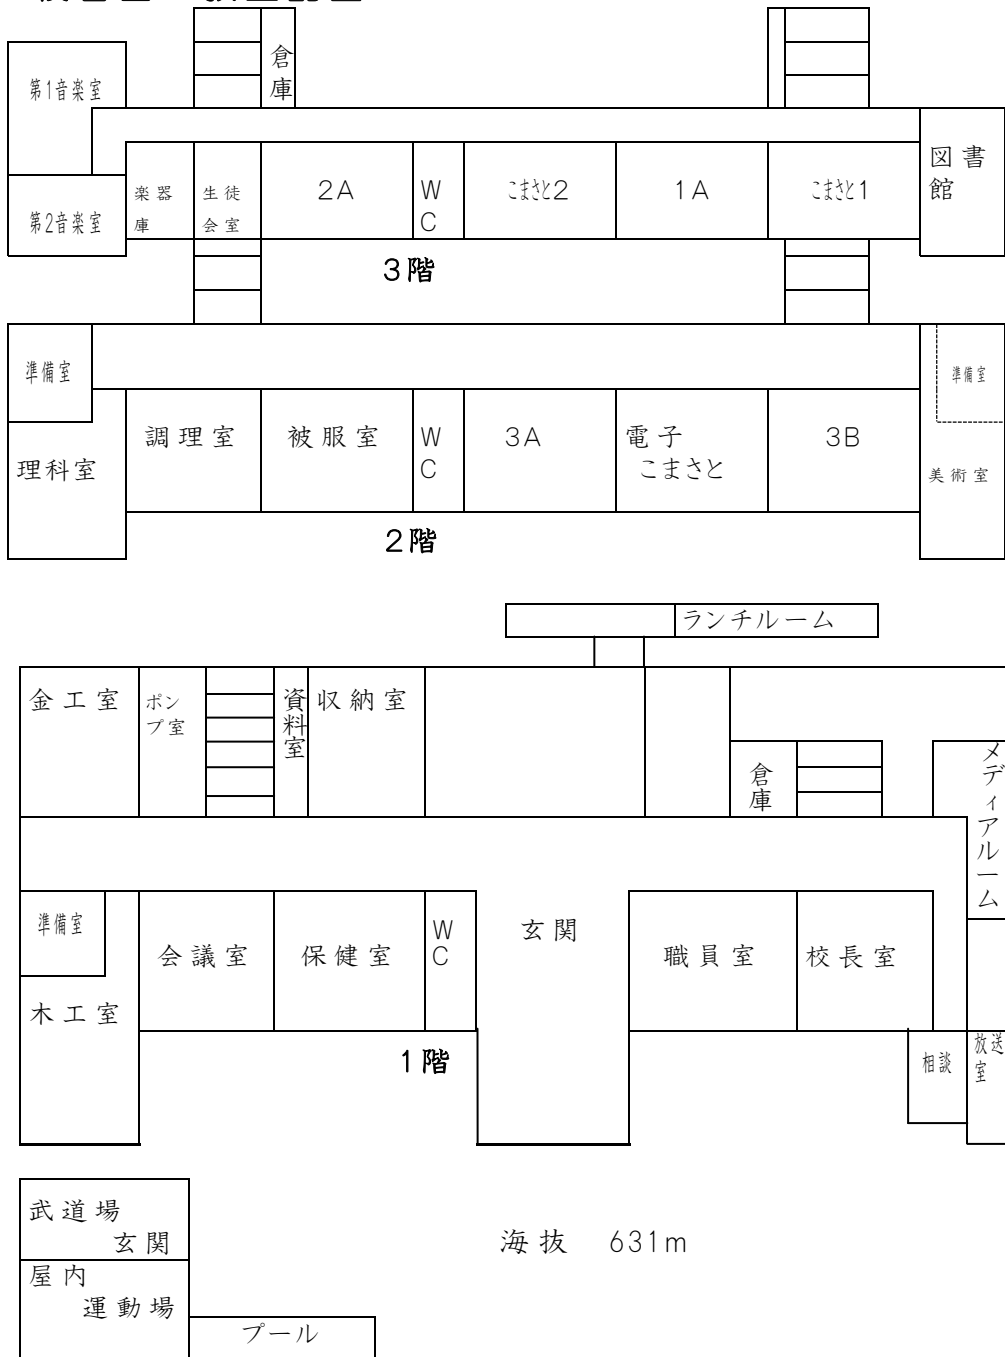 倉庫
第1音楽室
図書館
楽器庫
生徒会室
2A
WC
こまさと2
1A
こまさと1
第2音楽室
3階
準備室
準備室
調理室
被服室
WC
3A
電子
こまさと
3B
理科室
美術室
2階
ランチルーム
金工室
ポンプ室
資料室
収納室
倉庫
メディアルーム
準備室
会議室
保健室
WC
玄関
職員室
校長室
木工室
1階
相談
放送室
武道場
玄関
海抜 631m
屋内
運動場
プール